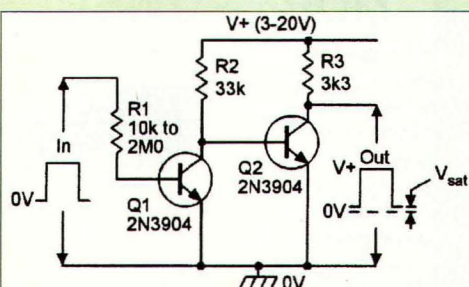 V+ (3-20V)
R2
33k
R3
3k3
R1
10k to
2M0
In
0V
Q1
2N3904
Q2
2N3904
V+
Out
0V
Vsat
0V